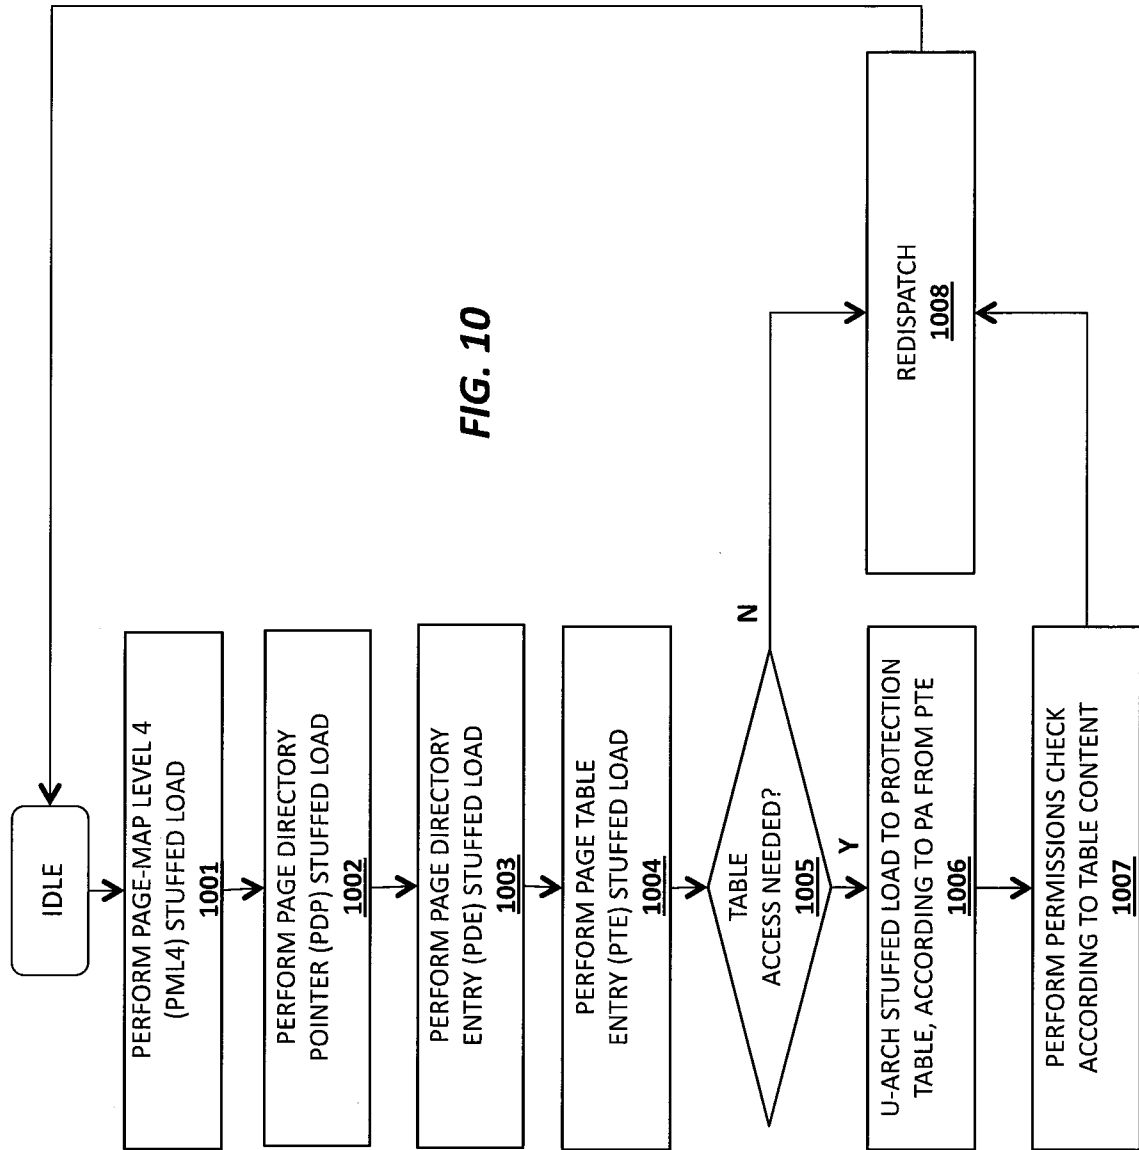 IDLE
PERFORM PAGE-MAP LEVEL 4
(PML4) STUFFED LOAD
1001
PERFORM PAGE DIRECTORY
POINTER (PDP) STUFFED LOAD
1002
PERFORM PAGE DIRECTORY
ENTRY (PDE) STUFFED LOAD
1003
PERFORM PAGE TABLE
ENTRY (PTE) STUFFED LOAD
1004
TABLE
ACCESS NEEDED?
1005
Y
N
U-ARCH STUFFED LOAD TO PROTECTION
TABLE, ACCORDING TO PA FROM PTE
1006
PERFORM PERMISSIONS CHECK
ACCORDING TO TABLE CONTENT
1007
REDISPATCH
1008
FIG. 10